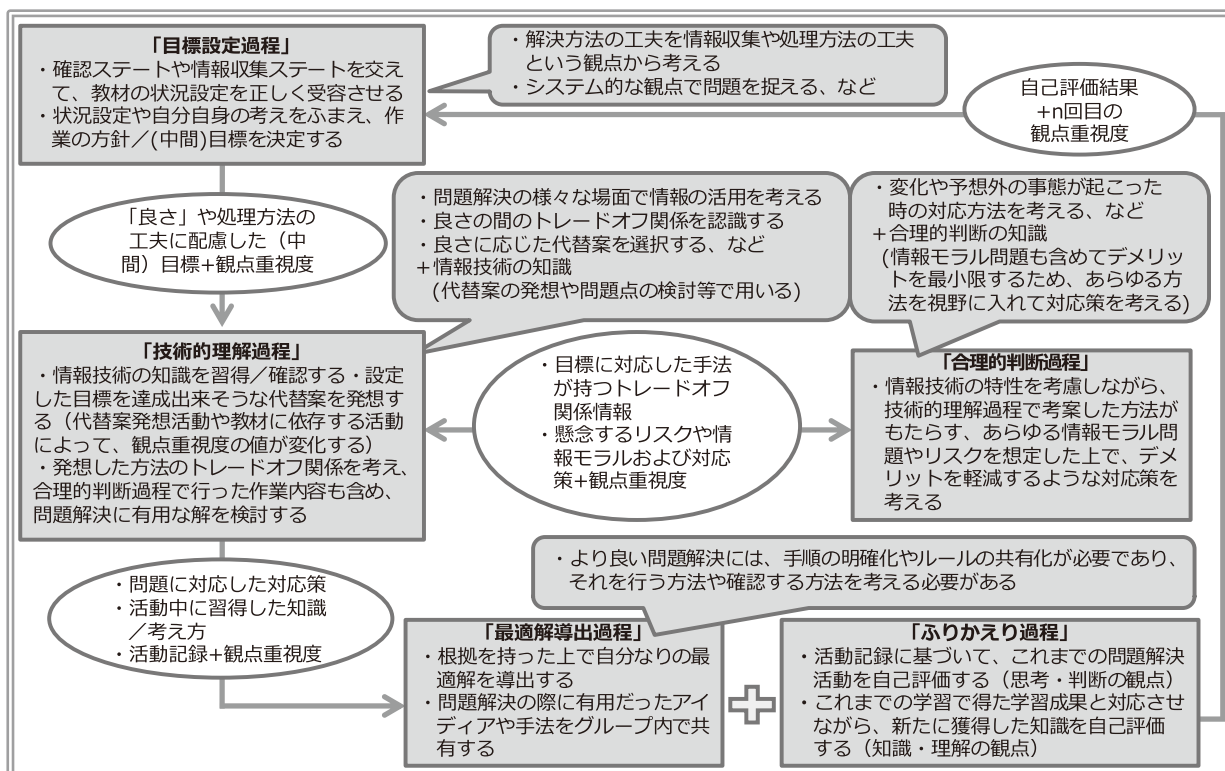 「目標設定過程」
・確認ステートや情報収集ステートを交え
て、教材の状況設定を正しく受容させる
・状況設定や自分自身の考えをふまえ、作
業の方針／(中間)目標を決定する
・解決方法の工夫を情報収集や処理方法の工夫
という観点から考える
・システム的な観点で問題を捉える、など
自己評価結果
+n回目の
観点重視度
「良さ」や処理方法の
工夫に配慮した（中
間）目標+観点重視度
・問題解決の様々な場面で情報の活用を考える
・良さの間のトレードオフ関係を認識する
・良さに応じた代替案を選択する、など
＋情報技術の知識
(代替案の発想や問題点の検討等で用いる)
・変化や予想外の事態が起こった
時の対応方法を考える、など
＋合理的判断の知識
(情報モラル問題も含めてデメリッ
トを最小限するため、あらゆる方
法を視野に入れて対応策を考える)
「技術的理解過程」
・情報技術の知識を習得／確認する・設定
した目標を達成出来そうな代替案を発想す
る（代替案発想活動や教材に依存する活動
によって、観点重視度の値が変化する）
・発想した方法のトレードオフ関係を考え、
合理的判断過程で行った作業内容も含め、
問題解決に有用な解を検討する
・目標に対応した手法
が持つトレードオフ
関係情報
・懸念するリスクや情
報モラルおよび対応
策+観点重視度
「合理的判断過程」
・情報技術の特性を考慮しながら、
技術的理解過程で考案した方法が
もたらす、あらゆる情報モラル問
題やリスクを想定した上で、デメ
リットを軽減するような対応策を
考える
・問題に対応した対応策
・活動中に習得した知識
／考え方
・活動記録+観点重視度
・より良い問題解決には、手順の明確化やルールの共有化が必要であり、
それを行う方法や確認する方法を考える必要がある
「最適解導出過程」
・根拠を持った上で自分なりの最
適解を導出する
・問題解決の際に有用だったアイ
ディアや手法をグループ内で共
有する
「ふりかえり過程」
・活動記録に基づいて、これまでの問題解決
活動を自己評価する（思考・判断の観点）
・これまでの学習で得た学習成果と対応させ
ながら、新たに獲得した知識を自己評価
する（知識・理解の観点）